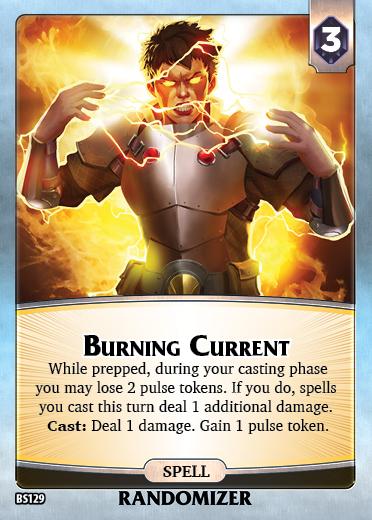 3
Burning Current
While prepped, during your casting phase
you may lose 2 pulse tokens. If you do, spells
you cast this turn deal 1 additional damage.
Cast: Deal 1 damage. Gain 1 pulse token.
SPELL
BS129
RANDOMIZER